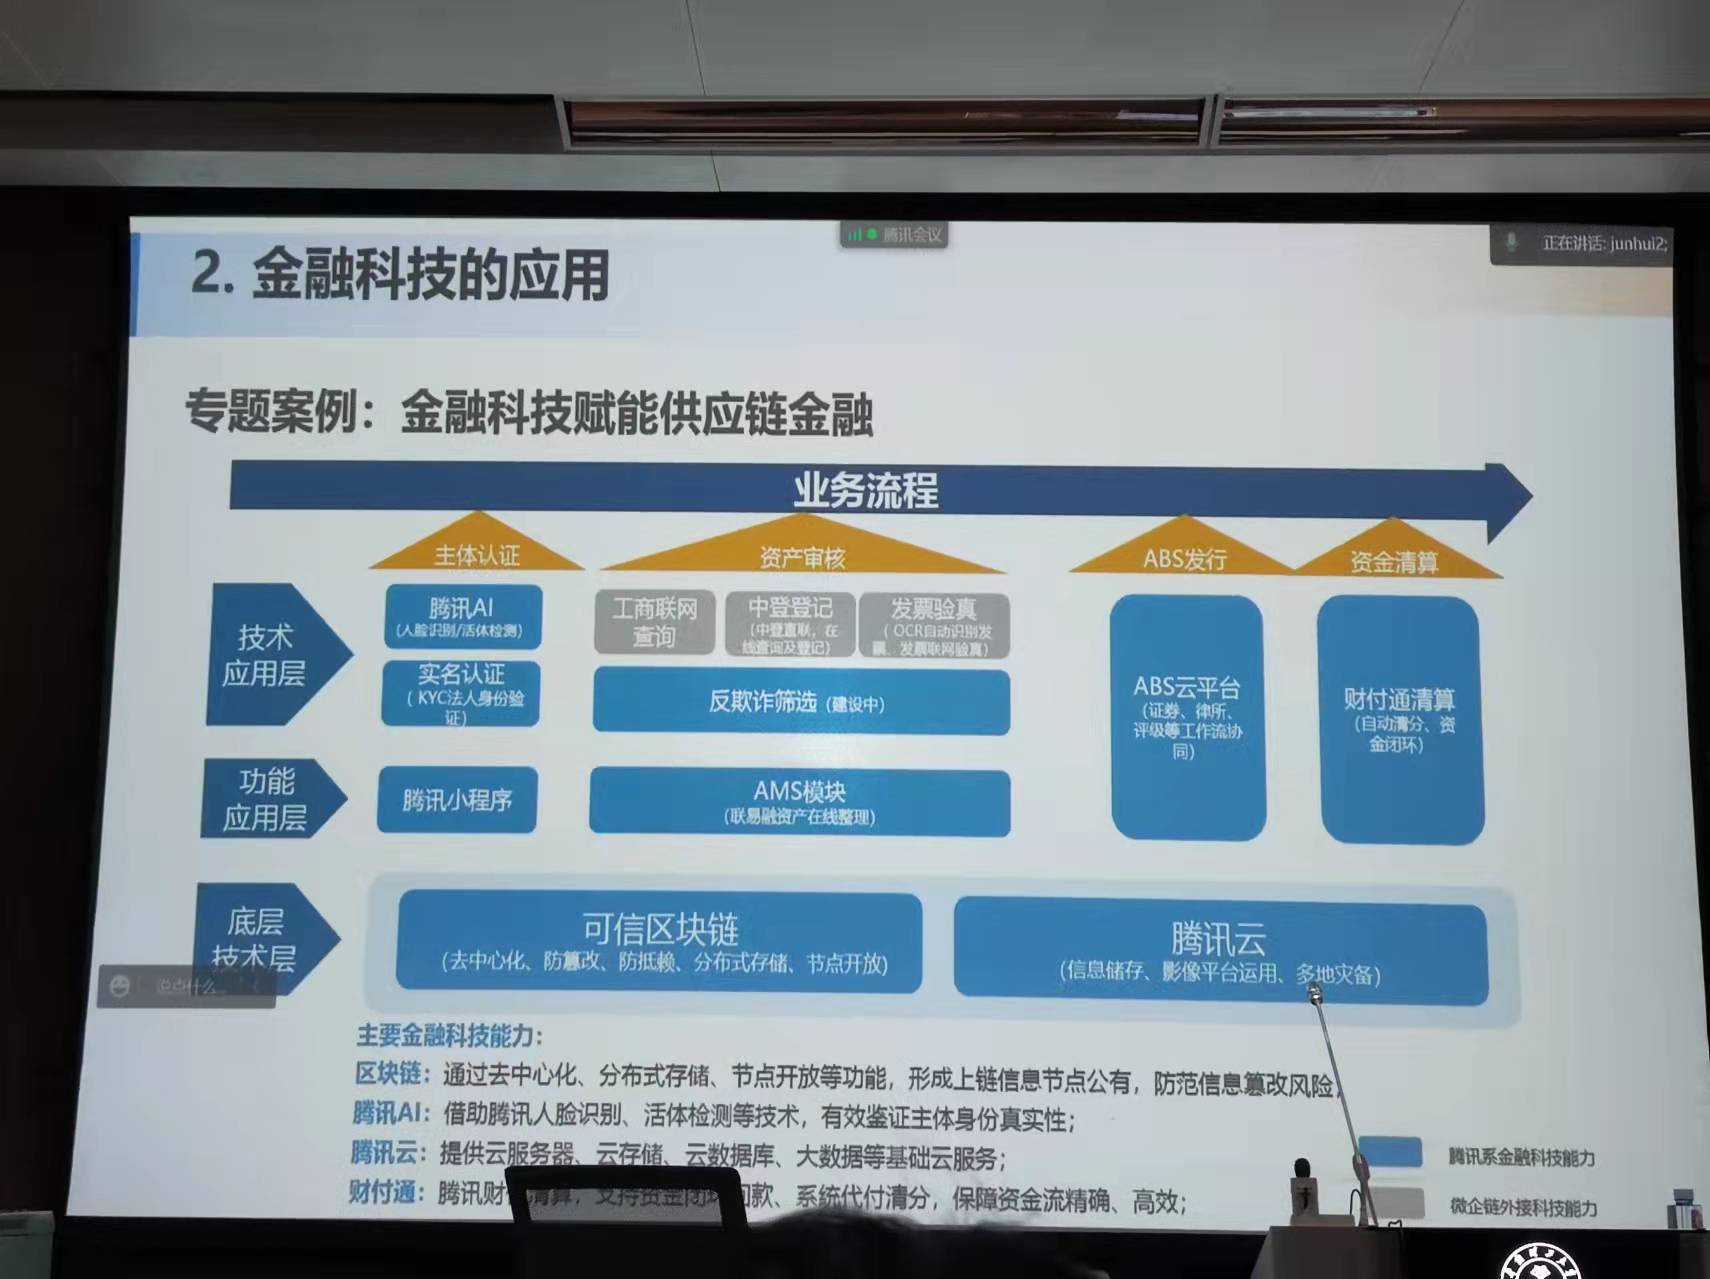 腾讯会议
正在讲话: junhui2;
2. 金融科技的应用
专题案例：金融科技赋能供应链金融
业务流程
主体认证
资产审核
ABS发行
资金清算
技术
应用层
腾讯AI
(人脸识别/活体检测)
实名认证
( KYC法人身份验
证)
工商联网
查询
中登登记
(中登直联，在
线查询及登记)
发票验真
( OCR自动识别发
票、发票联网验真)
反欺诈筛选 (建设中)
ABS云平台
(证券、律所、
评级等工作流协
同)
财付通清算
(自动清分、资
金闭环)
功能
应用层
腾讯小程序
AMS模块
(联易融资产在线整理)
底层
技术层
可信区块链
(去中心化、防篡改、防抵赖、分布式存储、节点开放)
腾讯云
(信息储存、影像平台运用、多地灾备)
说点什么...
主要金融科技能力：
区块链：通过去中心化、分布式存储、节点开放等功能，形成上链信息节点公有，防范信息篡改风险；
腾讯AI：借助腾讯人脸识别、活体检测等技术，有效鉴证主体身份真实性；
腾讯云：提供云服务器、云存储、云数据库、大数据等基础云服务；
财付通：腾讯财 清算，支持资金闭环回款、系统代付清分，保障资金流精确、高效；
腾讯系金融科技能力
微企链外接科技能力